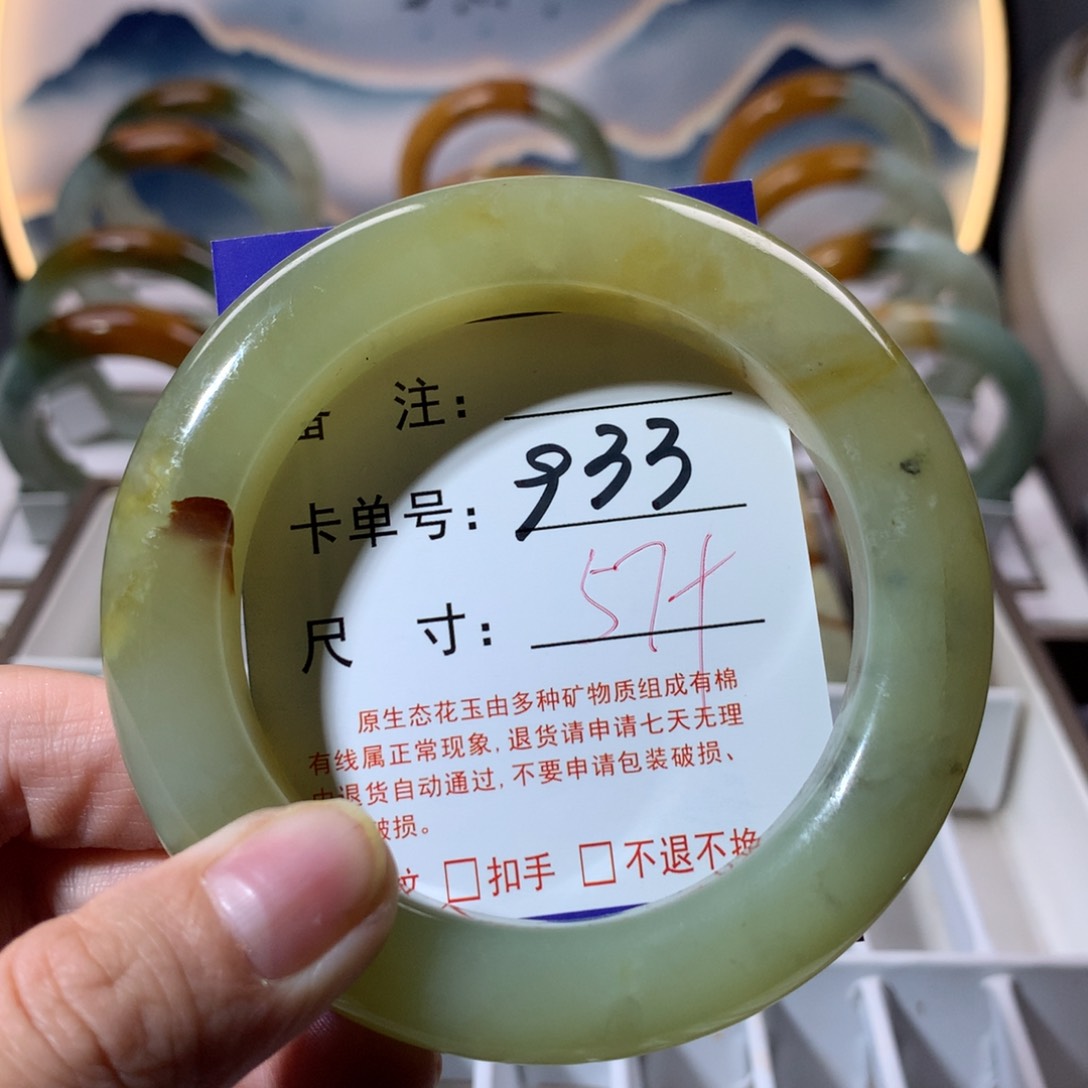 备 注：
卡单号：933
尺 寸：57+
原生态花玉由多种矿物质组成有棉
有线属正常现象，退货请申请七天无理
由退货自动通过，不要申请包装破损、
破损。
纹 □扣手 □不退不换